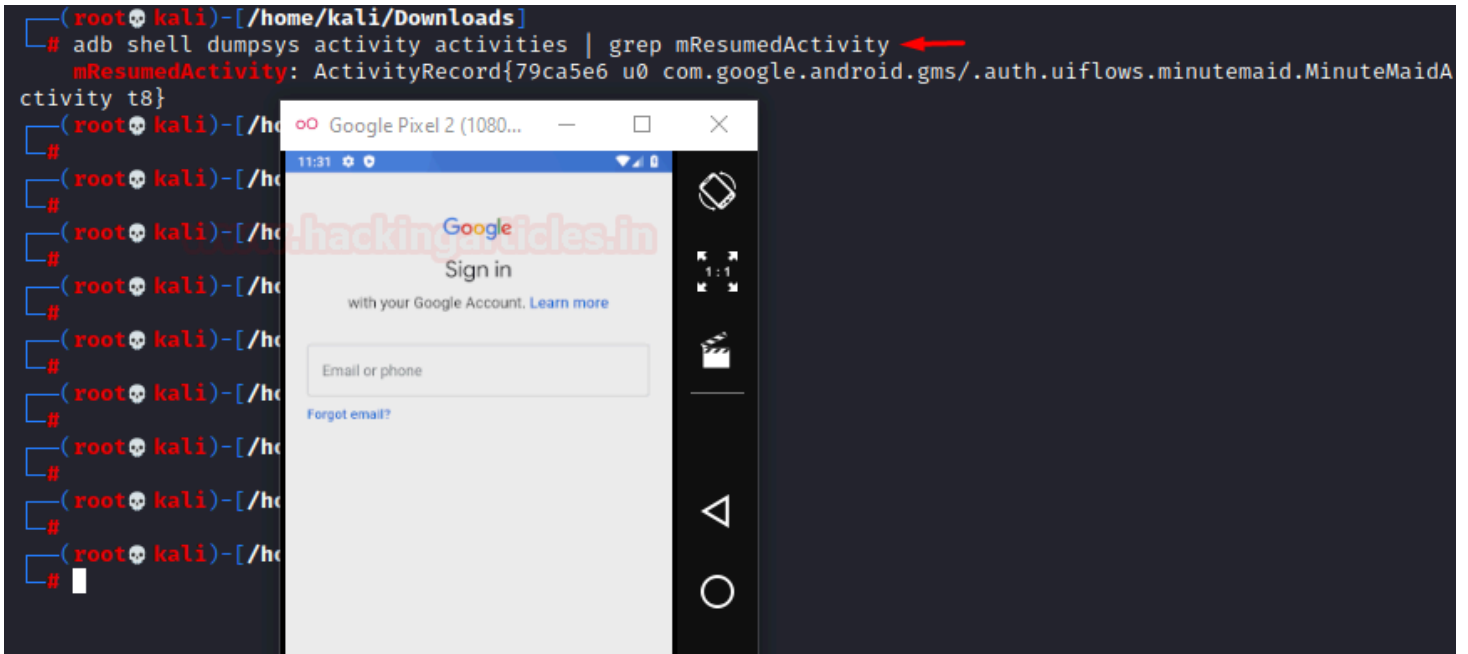 (root💀kali)-[/home/kali/Downloads]
# adb shell dumpsys activity activities | grep mResumedActivity
mResumedActivity: ActivityRecord{79ca5e6 u0 com.google.android.gms/.auth.uiflows.minutemaid.MinuteMaidA
ctivity t8}
(root💀kali)-[/ho
#
(root💀kali)-[/ho
#
(root💀kali)-[/ho
#
(root💀kali)-[/ho
#
(root💀kali)-[/ho
#
(root💀kali)-[/ho
#
(root💀kali)-[/ho
#
(root💀kali)-[/ho
#
(root💀kali)-[/ho
#
Google Pixel 2 (1080...
11:31
.hackingarticles.in
Google
Sign in
with your Google Account. Learn more
Email or phone
Forgot email?
1:1